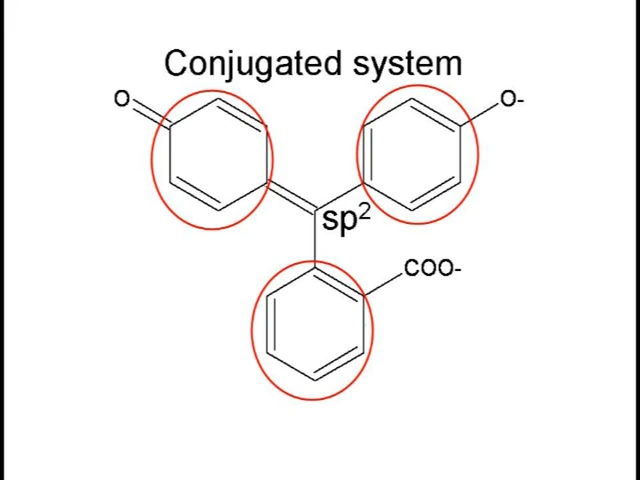 Conjugated system
O
O-
sp²
COO-